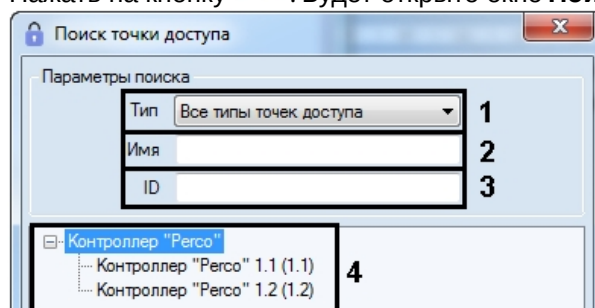 Поиск точки доступа
Параметры поиска
Тип Все типы точек доступа 1
Имя 2
ID 3
Контроллер "Perco"
Контроллер "Perco" 1.1 (1.1)
Контроллер "Perco" 1.2 (1.2)
4